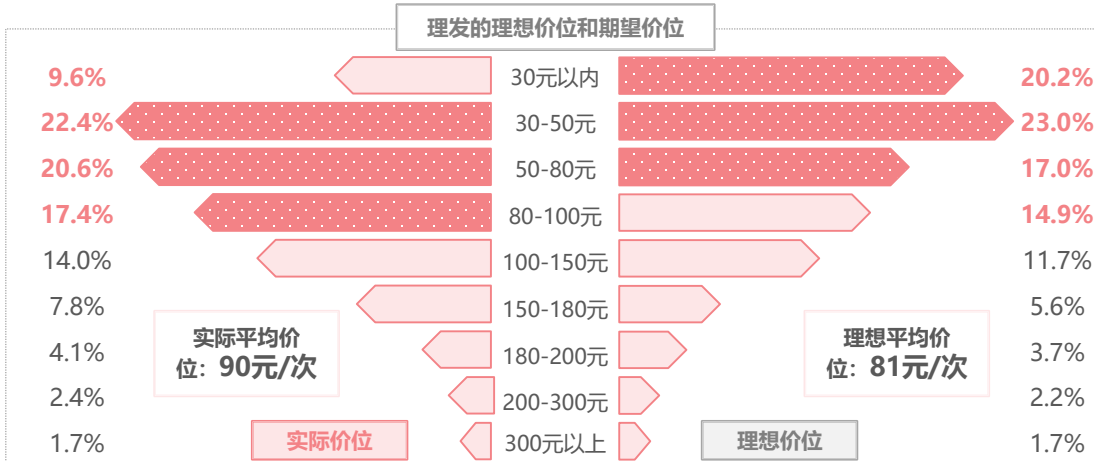 理发的理想价位和期望价位
9.6% 30元以内 20.2%
22.4% 30-50元 23.0%
20.6% 50-80元 17.0%
17.4% 80-100元 14.9%
14.0% 100-150元 11.7%
7.8% 150-180元 5.6%
实际平均价
位：90元/次
理想平均价
位：81元/次
4.1% 180-200元 3.7%
2.4% 200-300元 2.2%
1.7% 300元以上 1.7%
实际价位
理想价位